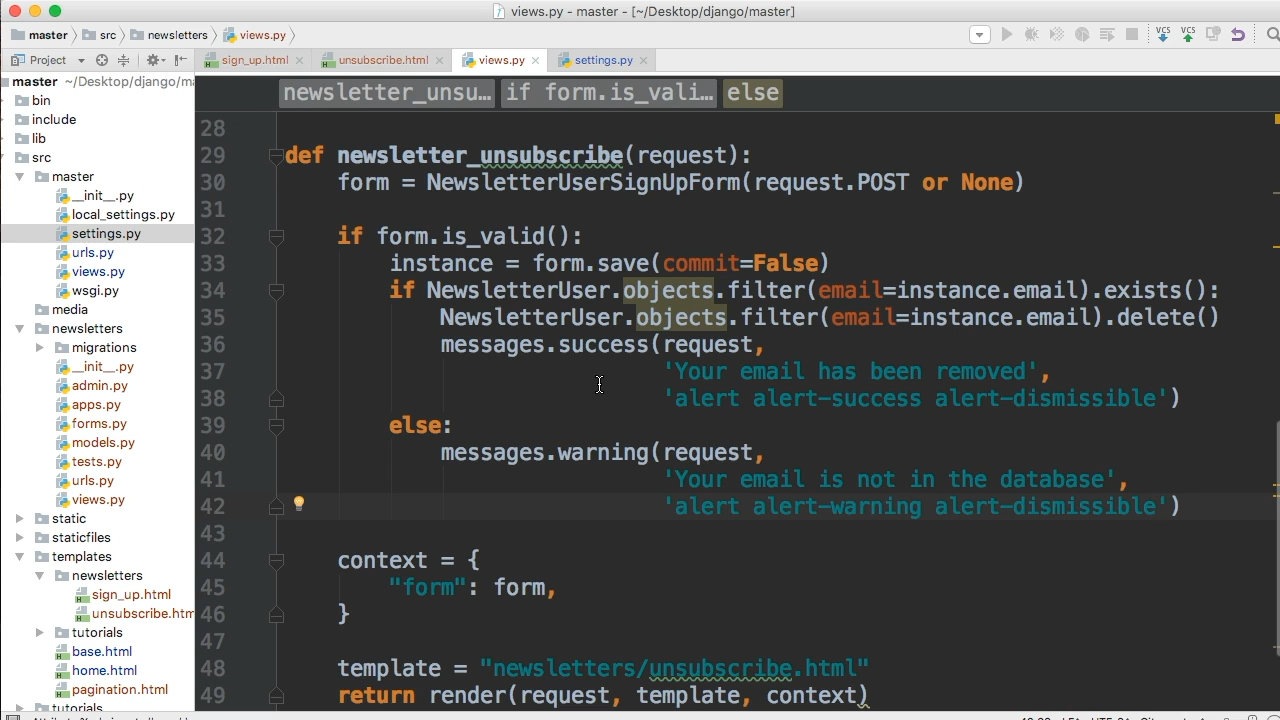 views.py - master - [~/Desktop/django/master]
master src newsletters views.py
VCS VCS
Project sign_up.html unsubscribe.html views.py settings.py
master ~/Desktop/django/ma
bin
include
lib
src
master
__init__.py
local_settings.py
settings.py
urls.py
views.py
wsgi.py
media
newsletters
migrations
__init__.py
admin.py
apps.py
forms.py
models.py
tests.py
urls.py
views.py
static
staticfiles
templates
newsletters
sign_up.html
unsubscribe.htm
tutorials
base.html
home.html
pagination.html
tutorials
newsletter_unsu… if form.is_vali… else
28
29 def newsletter_unsubscribe(request):
30     form = NewsletterUserSignUpForm(request.POST or None)
31
32     if form.is_valid():
33         instance = form.save(commit=False)
34         if NewsletterUser.objects.filter(email=instance.email).exists():
35             NewsletterUser.objects.filter(email=instance.email).delete()
36             messages.success(request,
37                              'Your email has been removed',
38                              'alert alert-success alert-dismissible')
39         else:
40             messages.warning(request,
41                              'Your email is not in the database',
42                              'alert alert-warning alert-dismissible')
43
44     context = {
45         "form": form,
46     }
47
48     template = "newsletters/unsubscribe.html"
49     return render(request, template, context)